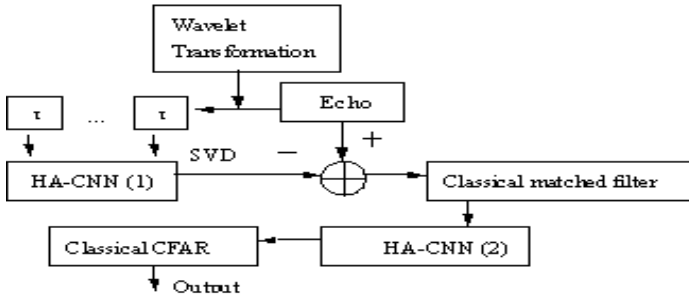 Wavelet
Transformation
Echo
τ ... τ
SVD − +
HA-CNN (1)
Classical matched filter
Classical CFAR
HA-CNN (2)
Output